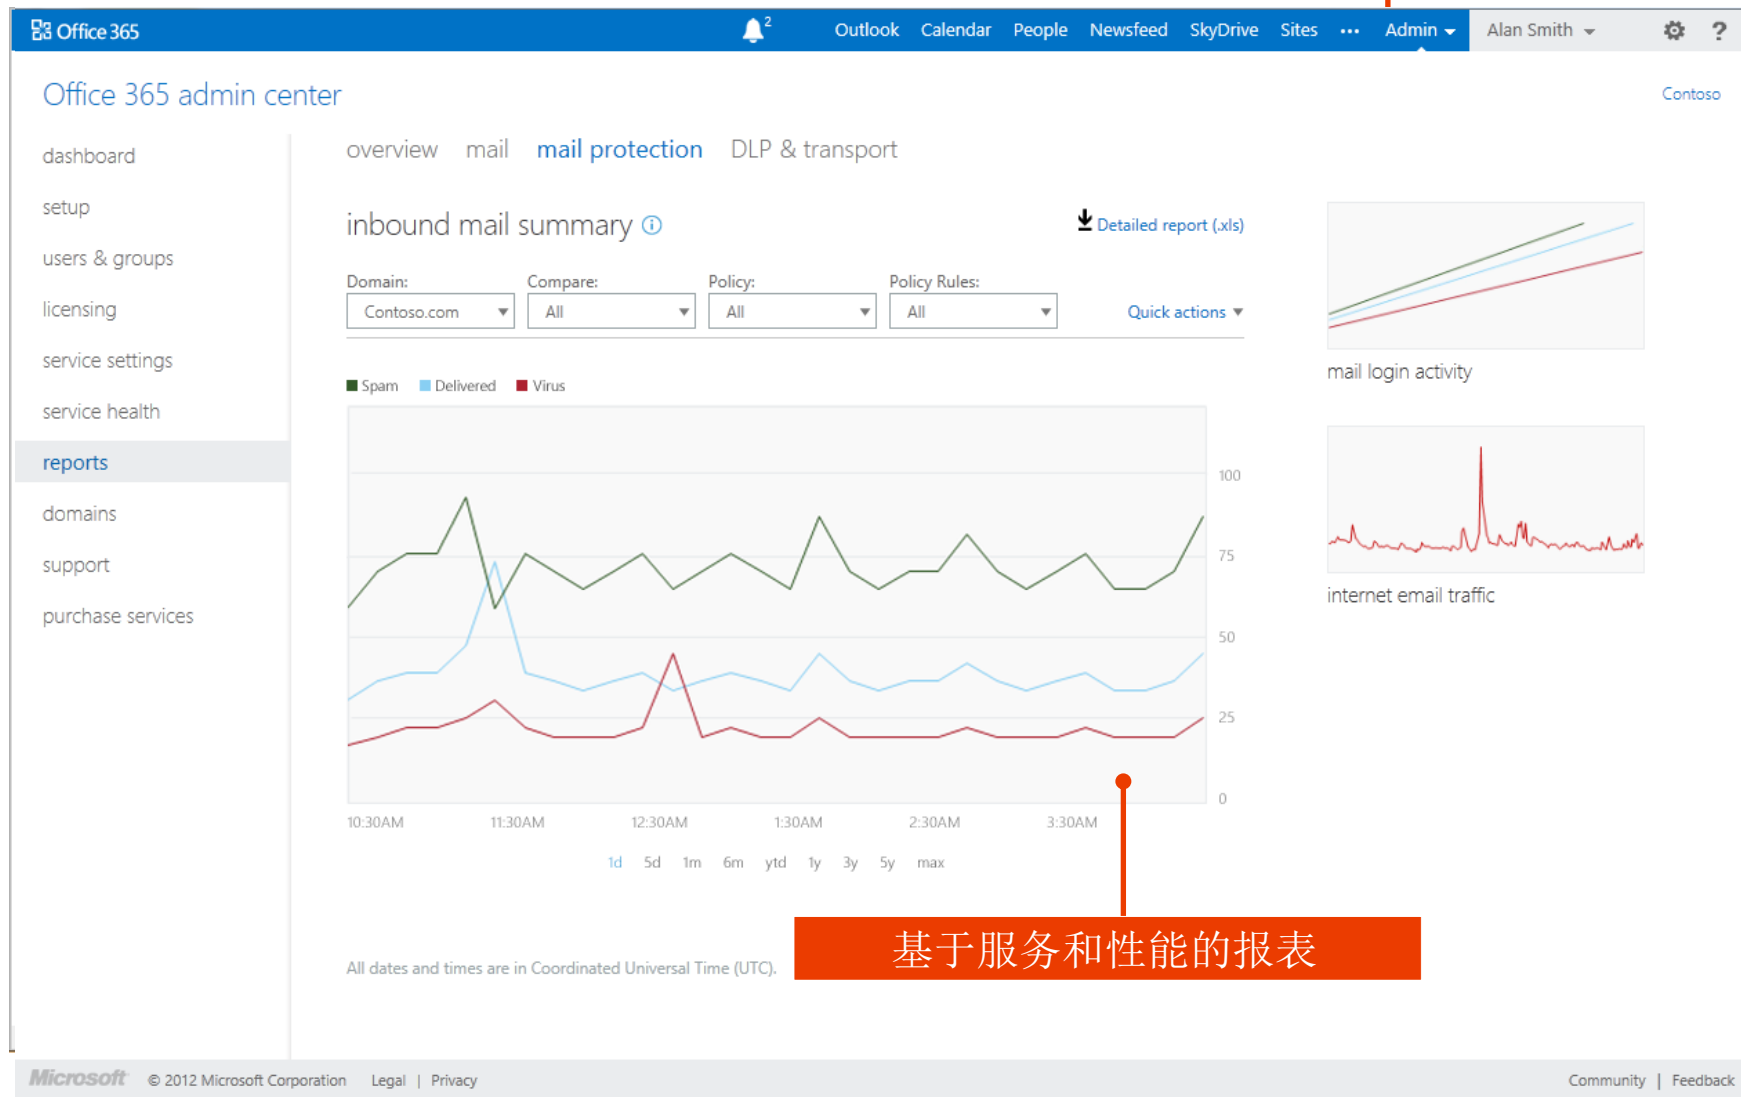 Office 365
2
Outlook Calendar People Newsfeed SkyDrive Sites ••• Admin Alan Smith ?
Office 365 admin center
Contoso
dashboard
setup
users & groups
licensing
service settings
service health
reports
domains
support
purchase services
overview mail mail protection DLP & transport
inbound mail summary
Detailed report (.xls)
Domain: Compare: Policy: Policy Rules:
Contoso.com All All All Quick actions
Spam Delivered Virus
100
75
50
25
0
10:30AM 11:30AM 12:30AM 1:30AM 2:30AM 3:30AM
1d 5d 1m 6m ytd 1y 3y 5y max
基于服务和性能的报表
All dates and times are in Coordinated Universal Time (UTC).
mail login activity
internet email traffic
Microsoft © 2012 Microsoft Corporation Legal | Privacy
Community | Feedback